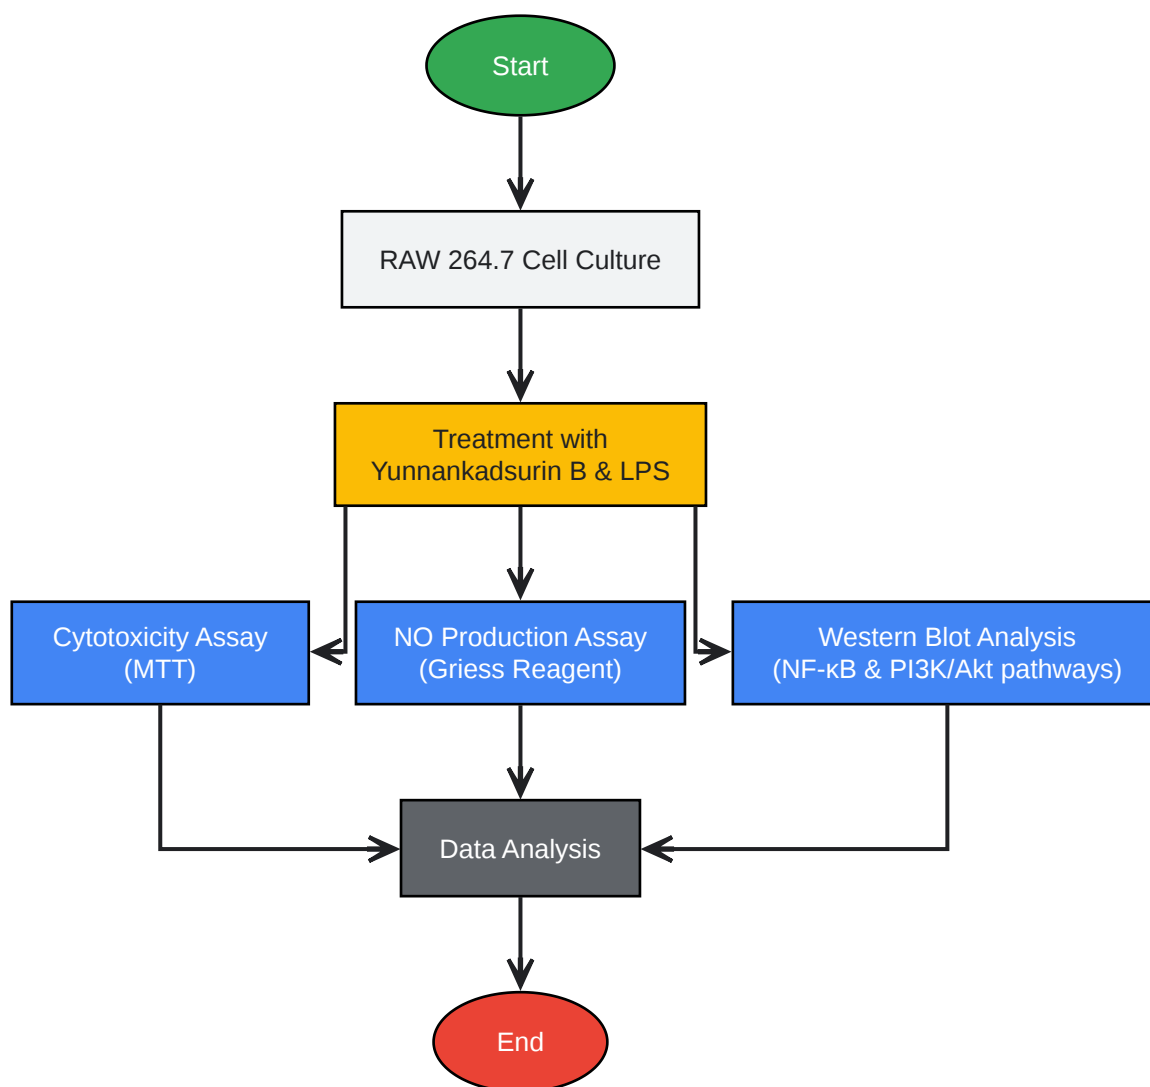 Start
RAW 264.7 Cell Culture
Treatment with
Yunnankadsurin B & LPS
Cytotoxicity Assay
(MTT)
NO Production Assay
(Griess Reagent)
Western Blot Analysis
(NF-κB & PI3K/Akt pathways)
Data Analysis
End